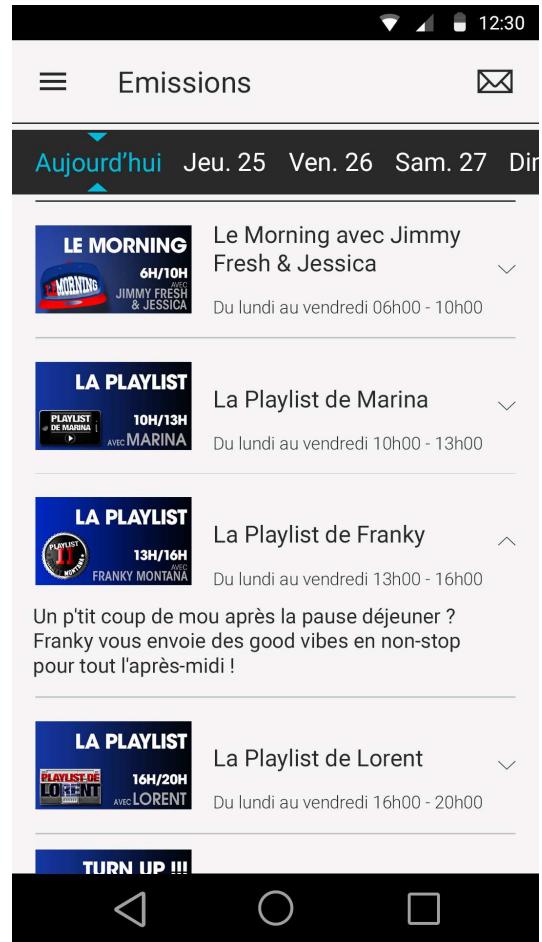 12:30
Emissions
Aujourd'hui Jeu. 25 Ven. 26 Sam. 27 Dir
LE MORNING
6H/10H
AVEC
JIMMY FRESH
& JESSICA
MORNING
Le Morning avec Jimmy
Fresh & Jessica
Du lundi au vendredi 06h00 - 10h00
LA PLAYLIST
PLAYLIST
DE MARINA
10H/13H
AVEC MARINA
La Playlist de Marina
Du lundi au vendredi 10h00 - 13h00
LA PLAYLIST
PLAYLIST
MONTANA
13H/16H
AVEC
FRANKY MONTANA
La Playlist de Franky
Du lundi au vendredi 13h00 - 16h00
Un p'tit coup de mou après la pause déjeuner ?
Franky vous envoie des good vibes en non-stop
pour tout l'après-midi !
LA PLAYLIST
PLAYLIST DE
LORENT
16H/20H
AVEC LORENT
La Playlist de Lorent
Du lundi au vendredi 16h00 - 20h00
TURN UP !!!